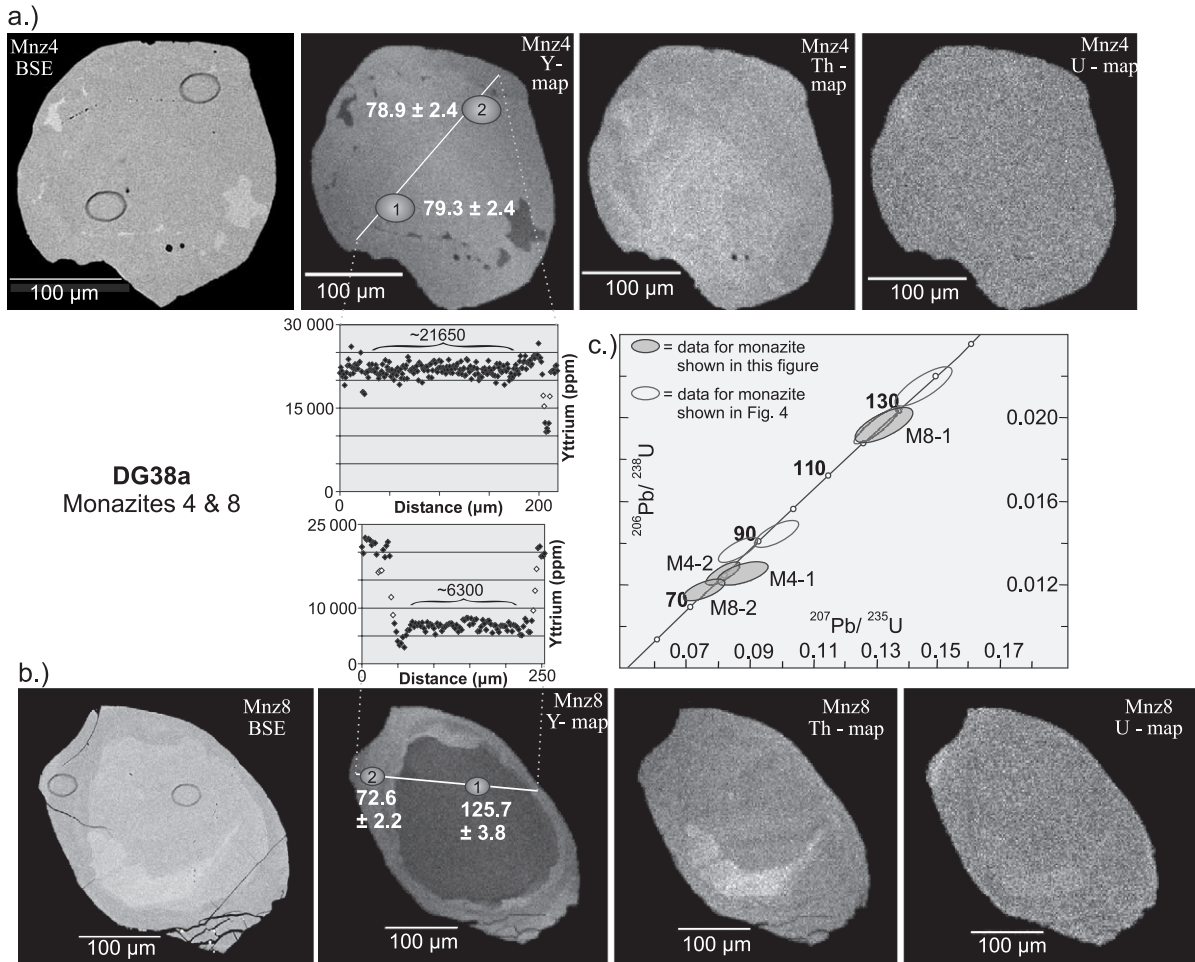 a.)
Mnz4
BSE
Mnz4
Y-
map
Mnz4
Th -
map
Mnz4
U - map
78.9 ± 2.4
2
1
79.3 ± 2.4
100 µm
100 µm
100 µm
100 µm
30 000
15 000
0
~21650
Yttrium (ppm)
0
Distance (µm)
200
DG38a
Monazites 4 & 8
25 000
10 000
0
~6300
Yttrium (ppm)
0
Distance (µm)
250
c.)
= data for monazite
shown in this figure
= data for monazite
shown in Fig. 4
130
M8-1
110
90
M4-2
M4-1
70
M8-2
206Pb/ 238U
0.020
0.016
0.012
207Pb/ 235U
0.07
0.09
0.11
0.13
0.15
0.17
b.)
Mnz8
BSE
Mnz8
Y- map
Mnz8
Th - map
Mnz8
U - map
2
72.6
± 2.2
1
125.7
± 3.8
100 µm
100 µm
100 µm
100 µm